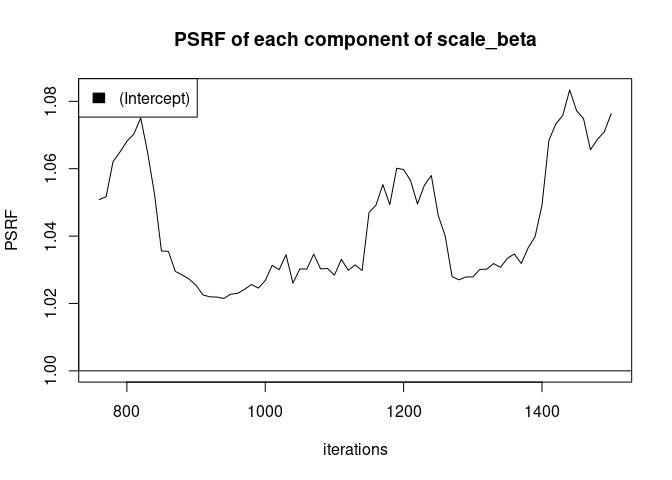 PSRF of each component of scale_beta
(Intercept)
PSRF
1.08
1.06
1.04
1.02
1.00
800 1000 1200 1400
iterations